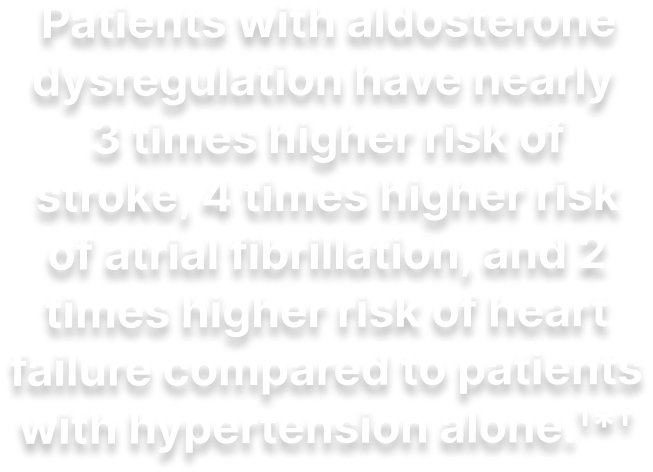 Patients with aldosterone
dysregulation have nearly
3 times higher risk of
stroke, 4 times higher risk
of atrial fibrillation, and 2
times higher risk of heart
failure compared to patients
with hypertension alone.¹*†